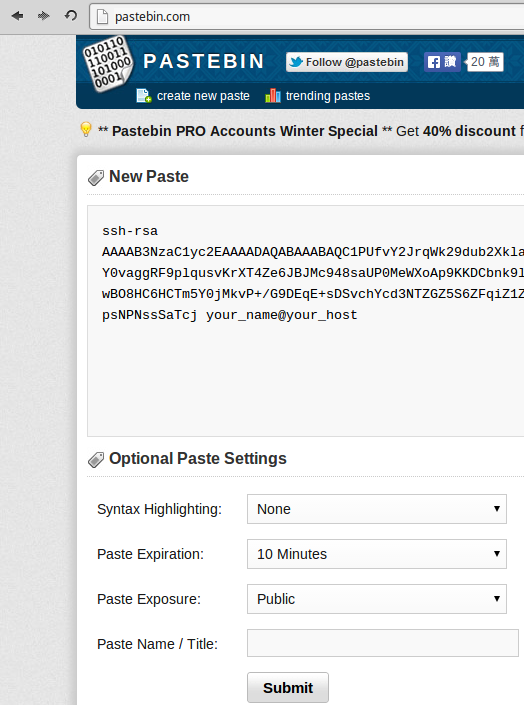 pastebin.com
010110
110011
101000
0001
PASTEBIN
Follow @pastebin
讚
20 萬
create new paste
trending pastes
** Pastebin PRO Accounts Winter Special ** Get 40% discount f
New Paste
ssh-rsa
AAAAB3NzaC1yc2EAAAADAQABAAABAQC1PUfvY2JrqWk29dub2Xkla
Y0vaggRF9plqusvKrXT4Ze6JBJMc948saUP0MeWXoAp9KKDCbnk9l
wBO8HC6HCTm5Y0jMkvP+/G9DEqE+sDSvchYcd3NTZGZ5S6ZFqiZ1Z
psNPNssSaTcj your_name@your_host
Optional Paste Settings
Syntax Highlighting:
None
Paste Expiration:
10 Minutes
Paste Exposure:
Public
Paste Name / Title:
Submit